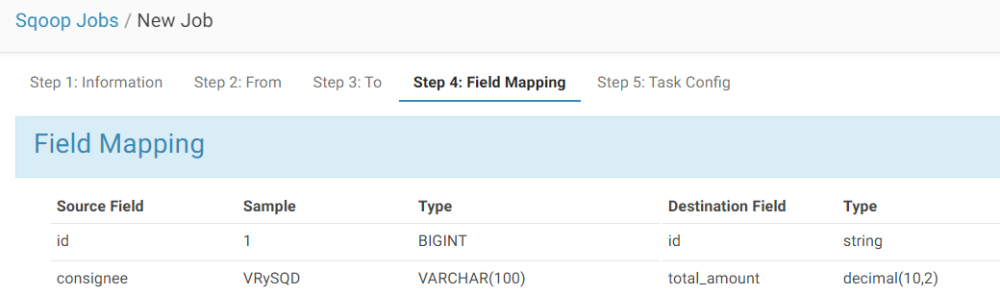 Sqoop Jobs / New Job
Step 1: Information Step 2: From Step 3: To Step 4: Field Mapping Step 5: Task Config
Field Mapping
Source Field Sample Type Destination Field Type
id 1 BIGINT id string
consignee VRySQD VARCHAR(100) total_amount decimal(10,2)